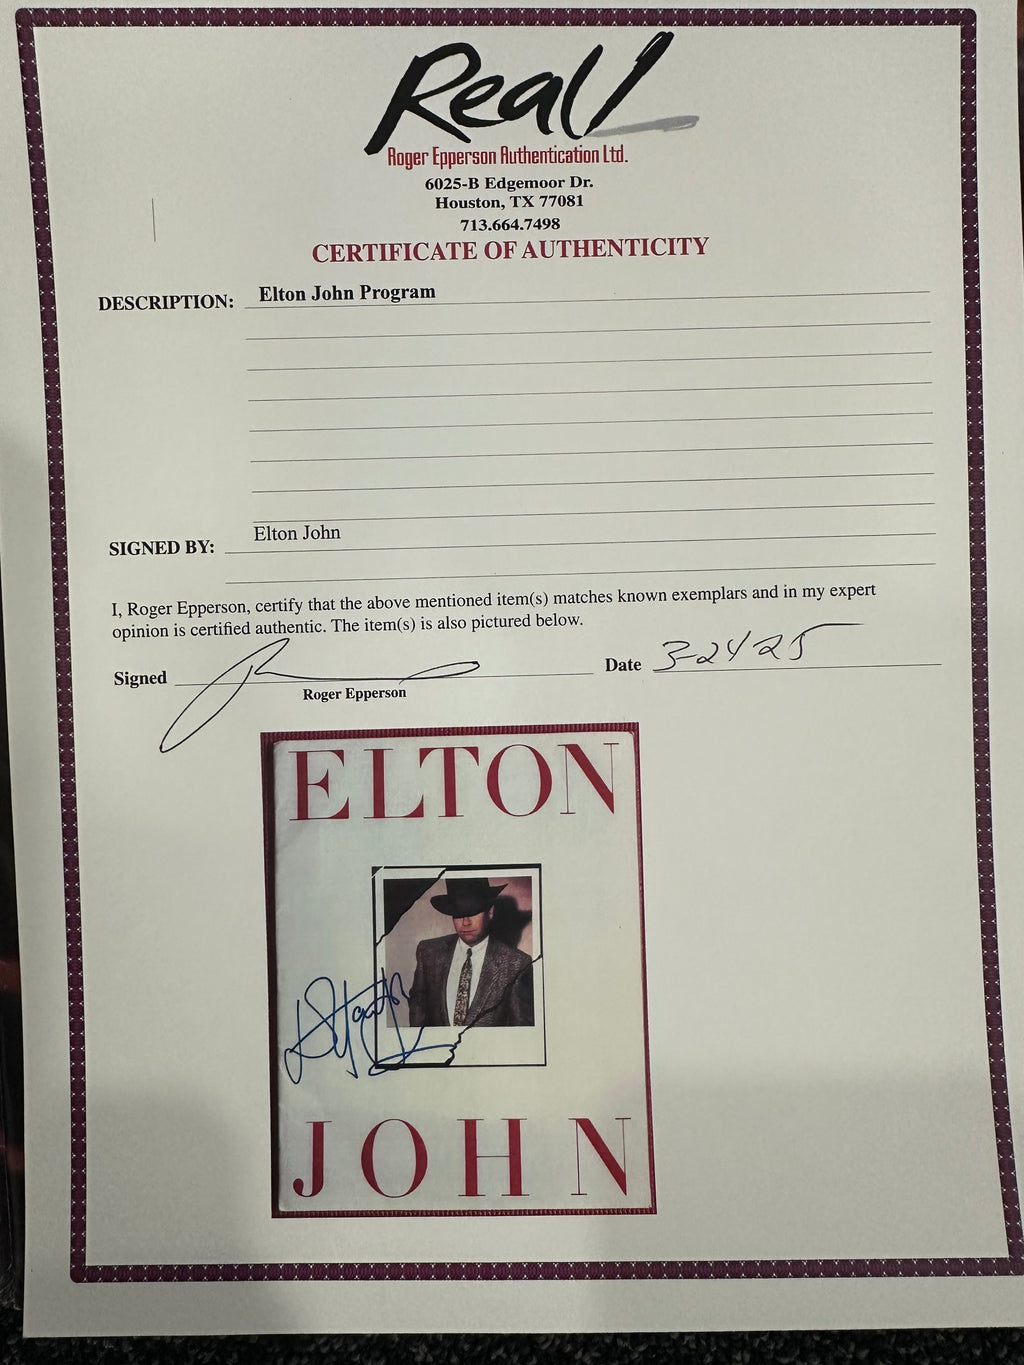 Real!
Roger Epperson Authentication Ltd.
6025-B Edgemoor Dr.
Houston, TX 77081
713.664.7498
CERTIFICATE OF AUTHENTICITY
DESCRIPTION: Elton John Program
SIGNED BY: Elton John
I, Roger Epperson, certify that the above mentioned item(s) matches known exemplars and in my expert
opinion is certified authentic. The item(s) is also pictured below.
Signed Date 3-24-25
Roger Epperson
ELTON
JOHN